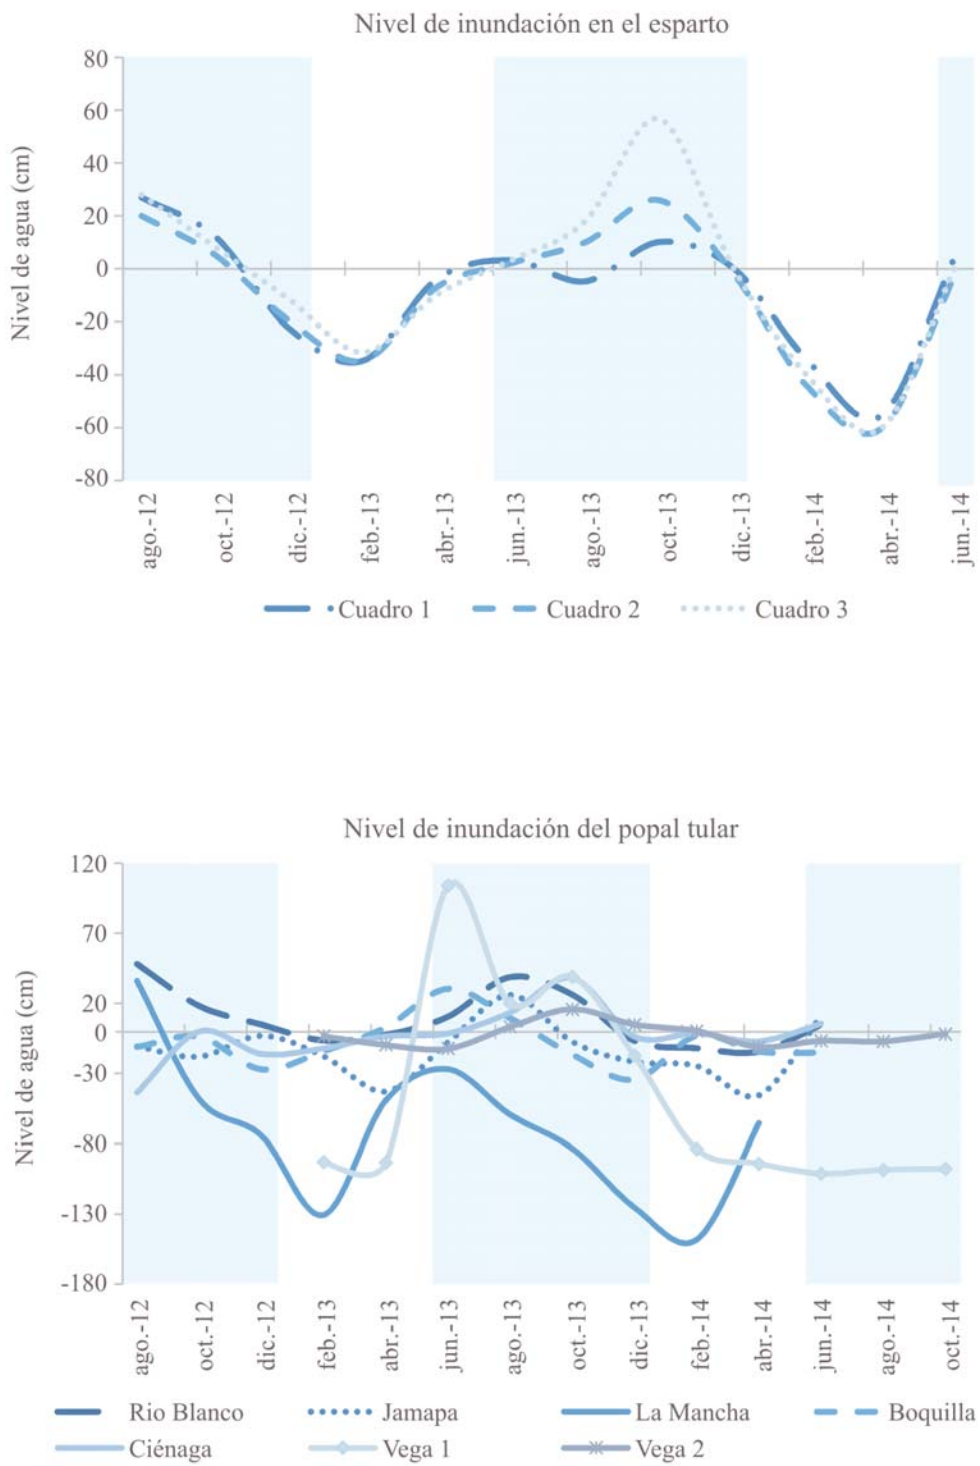 Nivel de inundación en el esparto
Nivel de agua (cm)
80
60
40
20
0
-20
-40
-60
-80
ago.-12
oct.-12
dic.-12
feb.-13
abr.-13
jun.-13
ago.-13
oct.-13
dic.-13
feb.-14
abr.-14
jun.-14
Cuadro 1
Cuadro 2
Cuadro 3
Nivel de inundación del popal tular
Nivel de agua (cm)
120
70
20
0
-30
-80
-130
-180
ago.-12
oct.-12
dic.-12
feb.-13
abr.-13
jun.-13
ago.-13
oct.-13
dic.-13
feb.-14
abr.-14
jun.-14
ago.-14
oct.-14
Rio Blanco
Jamapa
La Mancha
Boquilla
Ciénaga
Vega 1
Vega 2